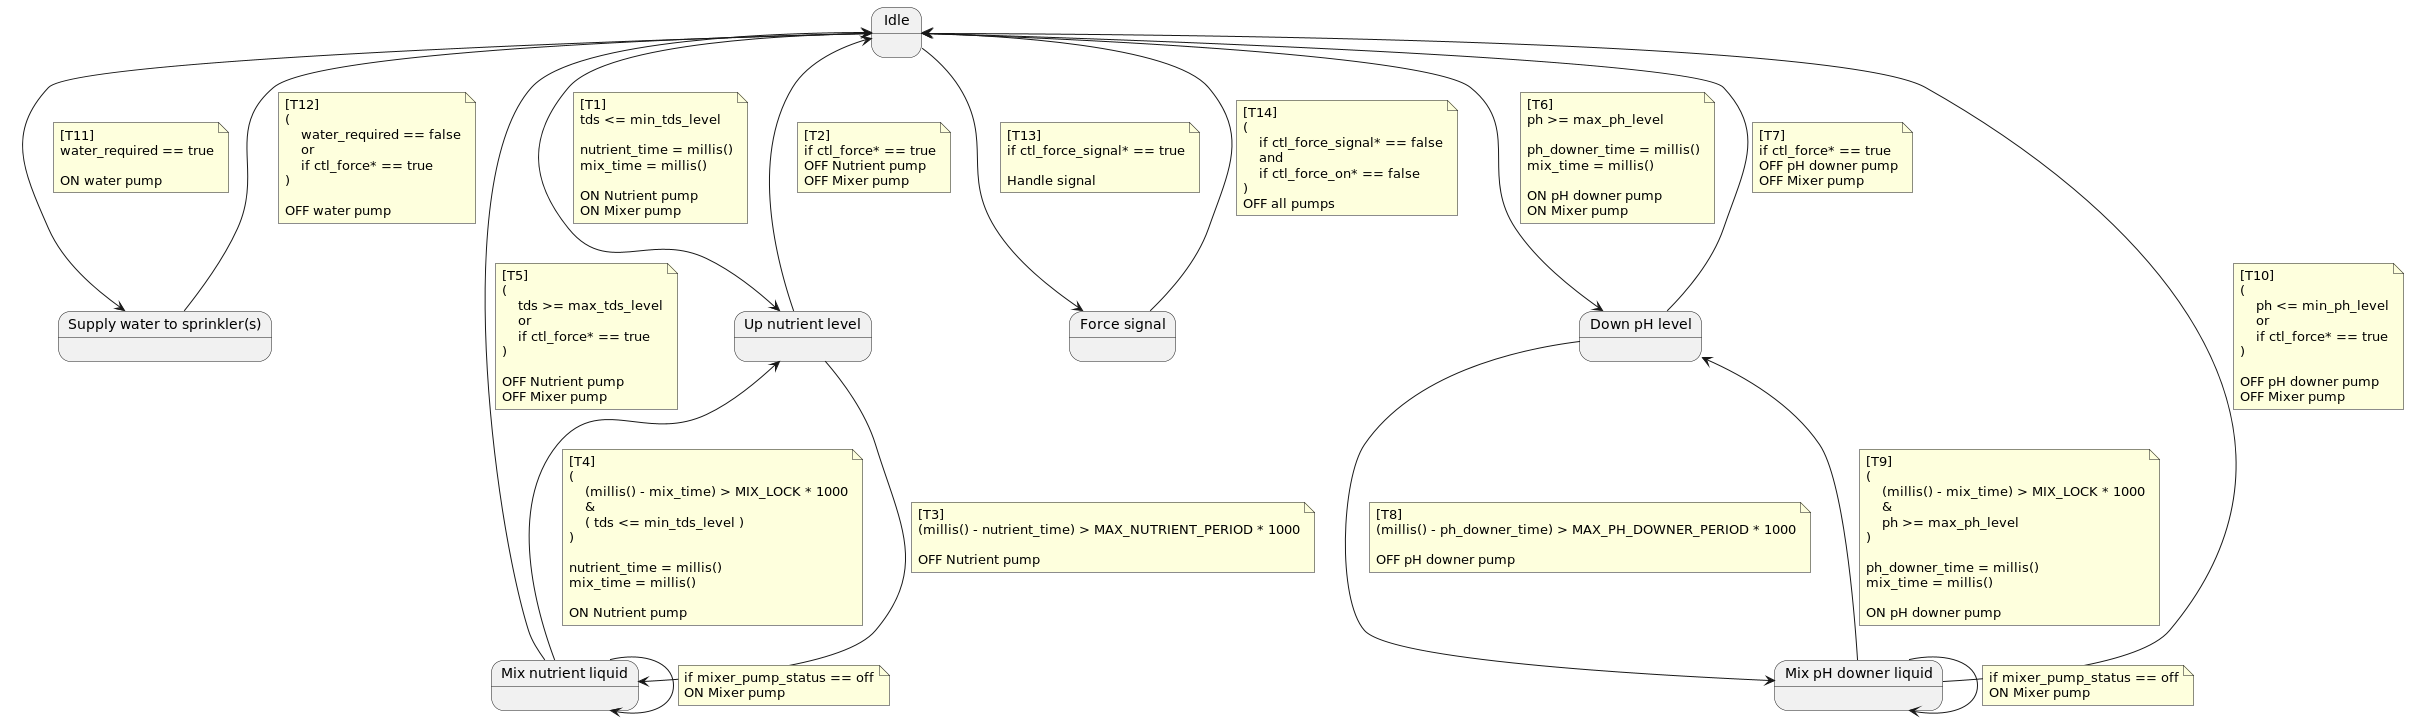 Idle
[T11]
water_required == true
ON water pump
[T12]
(
water_required == false
or
if ctl_force* == true
)
OFF water pump
[T1]
tds <= min_tds_level
nutrient_time = millis()
mix_time = millis()
ON Nutrient pump
ON Mixer pump
[T2]
if ctl_force* == true
OFF Nutrient pump
OFF Mixer pump
[T13]
if ctl_force_signal* == true
Handle signal
[T14]
(
if ctl_force_signal* == false
and
if ctl_force_on* == false
)
OFF all pumps
[T6]
ph >= max_ph_level
ph_downer_time = millis()
mix_time = millis()
ON pH downer pump
ON Mixer pump
[T7]
if ctl_force* == true
OFF pH downer pump
OFF Mixer pump
[T5]
(
tds >= max_tds_level
or
if ctl_force* == true
)
OFF Nutrient pump
OFF Mixer pump
[T10]
(
ph <= min_ph_level
or
if ctl_force* == true
)
OFF pH downer pump
OFF Mixer pump
Supply water to sprinkler(s)
Up nutrient level
Force signal
Down pH level
[T4]
(
(millis() - mix_time) > MIX_LOCK * 1000
&
( tds <= min_tds_level )
)
nutrient_time = millis()
mix_time = millis()
ON Nutrient pump
[T3]
(millis() - nutrient_time) > MAX_NUTRIENT_PERIOD * 1000
OFF Nutrient pump
[T8]
(millis() - ph_downer_time) > MAX_PH_DOWNER_PERIOD * 1000
OFF pH downer pump
[T9]
(
(millis() - mix_time) > MIX_LOCK * 1000
&
ph >= max_ph_level
)
ph_downer_time = millis()
mix_time = millis()
ON pH downer pump
Mix nutrient liquid
if mixer_pump_status == off
ON Mixer pump
Mix pH downer liquid
if mixer_pump_status == off
ON Mixer pump